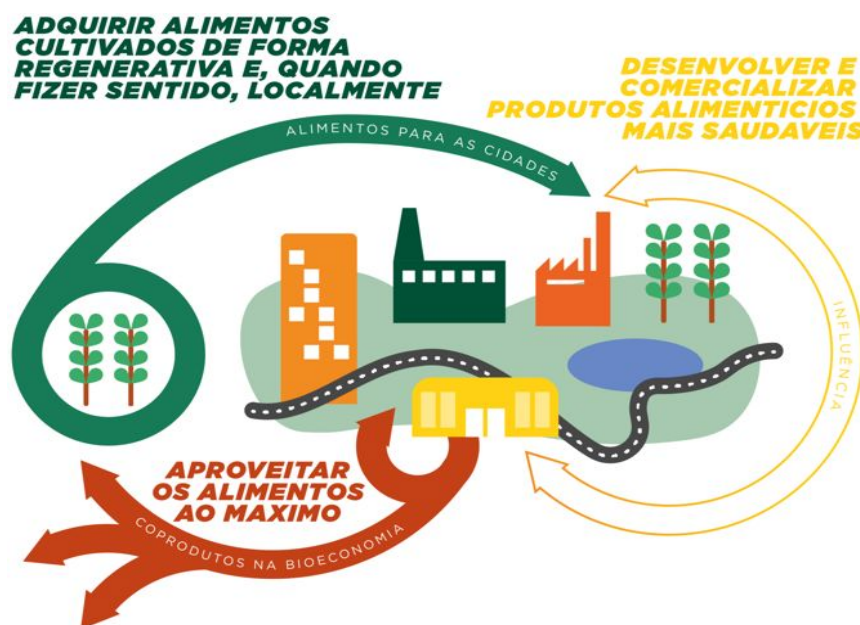 ADQUIRIR ALIMENTOS
CULTIVADOS DE FORMA
REGENERATIVA E, QUANDO
FIZER SENTIDO, LOCALMENTE
DESENVOLVER E
COMERCIALIZAR
PRODUTOS ALIMENTICIOS
MAIS SAUDAVEIS
ALIMENTOS PARA AS CIDADES
INFLUÊNCIA
APROVEITAR
OS ALIMENTOS
AO MAXIMO
COPRODUTOS NA BIOECONOMIA